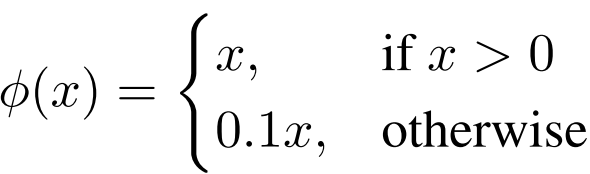 ϕ(x) = { x, if x > 0
0.1x, otherwise